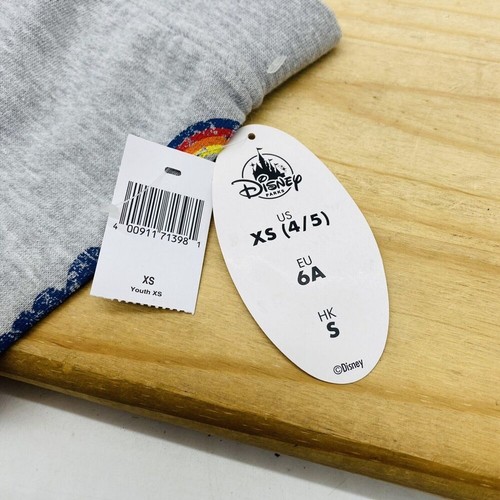 4 00911 71398 1
XS
Youth XS
Disney
PARKS
US
XS (4/5)
EU
6A
HK
S
©Disney